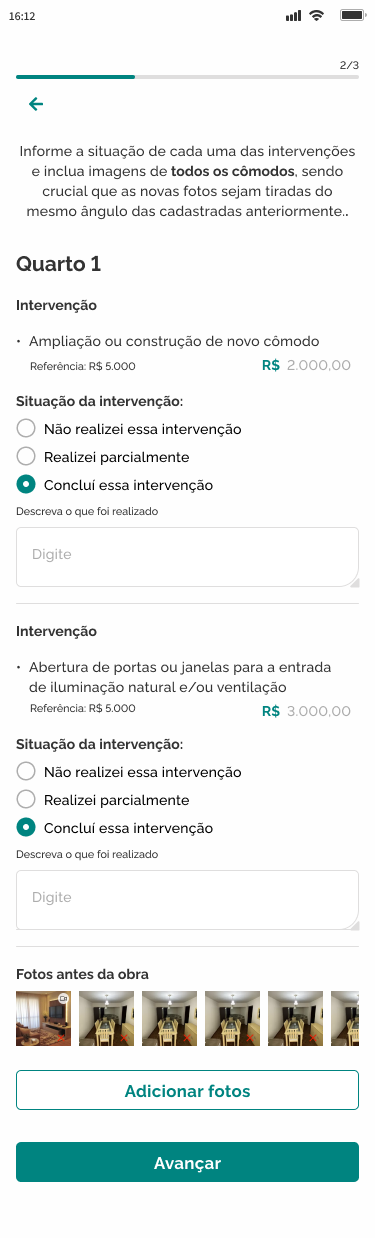 16:12
2/3
Informe a situação de cada uma das intervenções
e inclua imagens de todos os cômodos, sendo
crucial que as novas fotos sejam tiradas do
mesmo ângulo das cadastradas anteriormente..
Quarto 1
Intervenção
• Ampliação ou construção de novo cômodo
Referência: R$ 5.000
R$ 2.000,00
Situação da intervenção:
Não realizei essa intervenção
Realizei parcialmente
Concluí essa intervenção
Descreva o que foi realizado
Digite
Intervenção
• Abertura de portas ou janelas para a entrada
de iluminação natural e/ou ventilação
Referência: R$ 5.000
R$ 3.000,00
Situação da intervenção:
Não realizei essa intervenção
Realizei parcialmente
Concluí essa intervenção
Descreva o que foi realizado
Digite
Fotos antes da obra
Adicionar fotos
Avançar